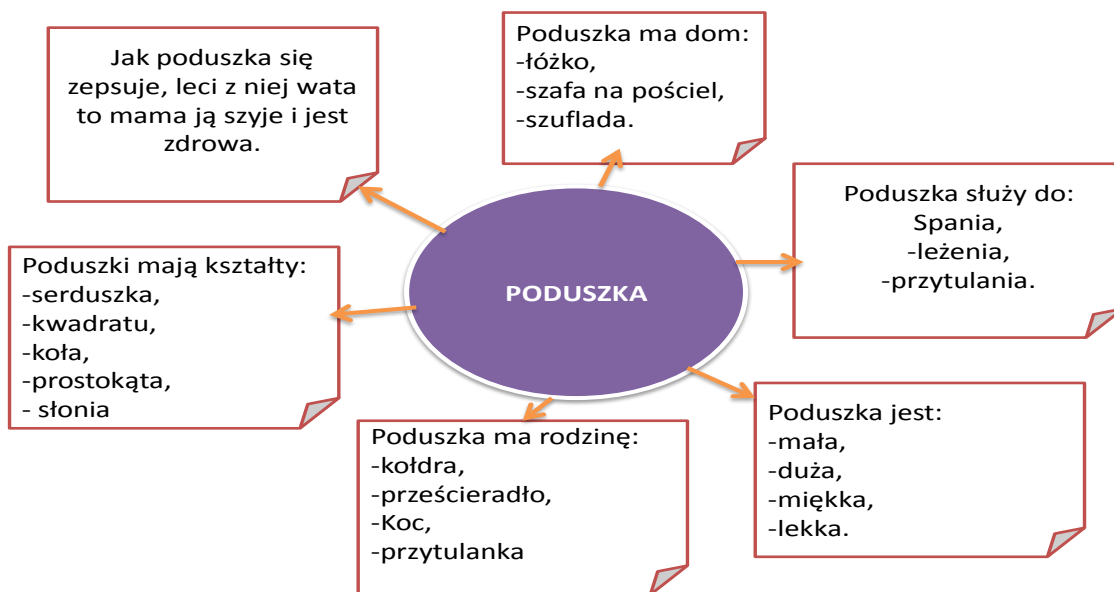 Jak poduszka się
zepsuje, leci z niej wata
to mama ją szyje i jest
zdrowa.
Poduszka ma dom:
-łóżko,
-szafa na pościel,
-szuflada.
Poduszka służy do:
Spania,
-leżenia,
-przytulania.
Poduszki mają kształty:
-serduszka,
-kwadratu,
-koła,
-prostokąta,
- słonia
PODUSZKA
Poduszka ma rodzinę:
-kołdra,
-prześcieradło,
-Koc,
-przytulanka
Poduszka jest:
-mała,
-duża,
-miękka,
-lekka.